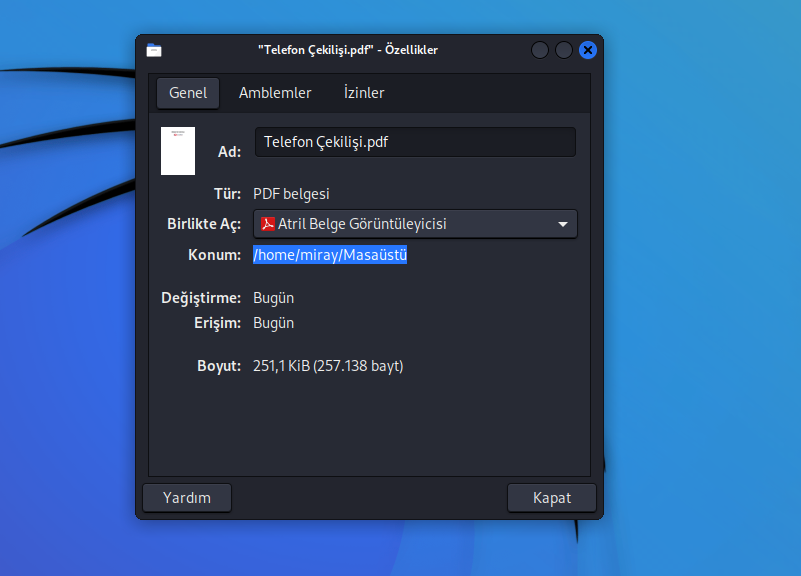 "Telefon Çekilişi.pdf" - Özellikler
Genel Amblemler İzinler
Ad: Telefon Çekilişi.pdf
Tür: PDF belgesi
Birlikte Aç: Atril Belge Görüntüleyicisi
Konum: /home/miray/Masaüstü
Değiştirme: Bugün
Erişim: Bugün
Boyut: 251,1 KiB (257.138 bayt)
Yardım Kapat